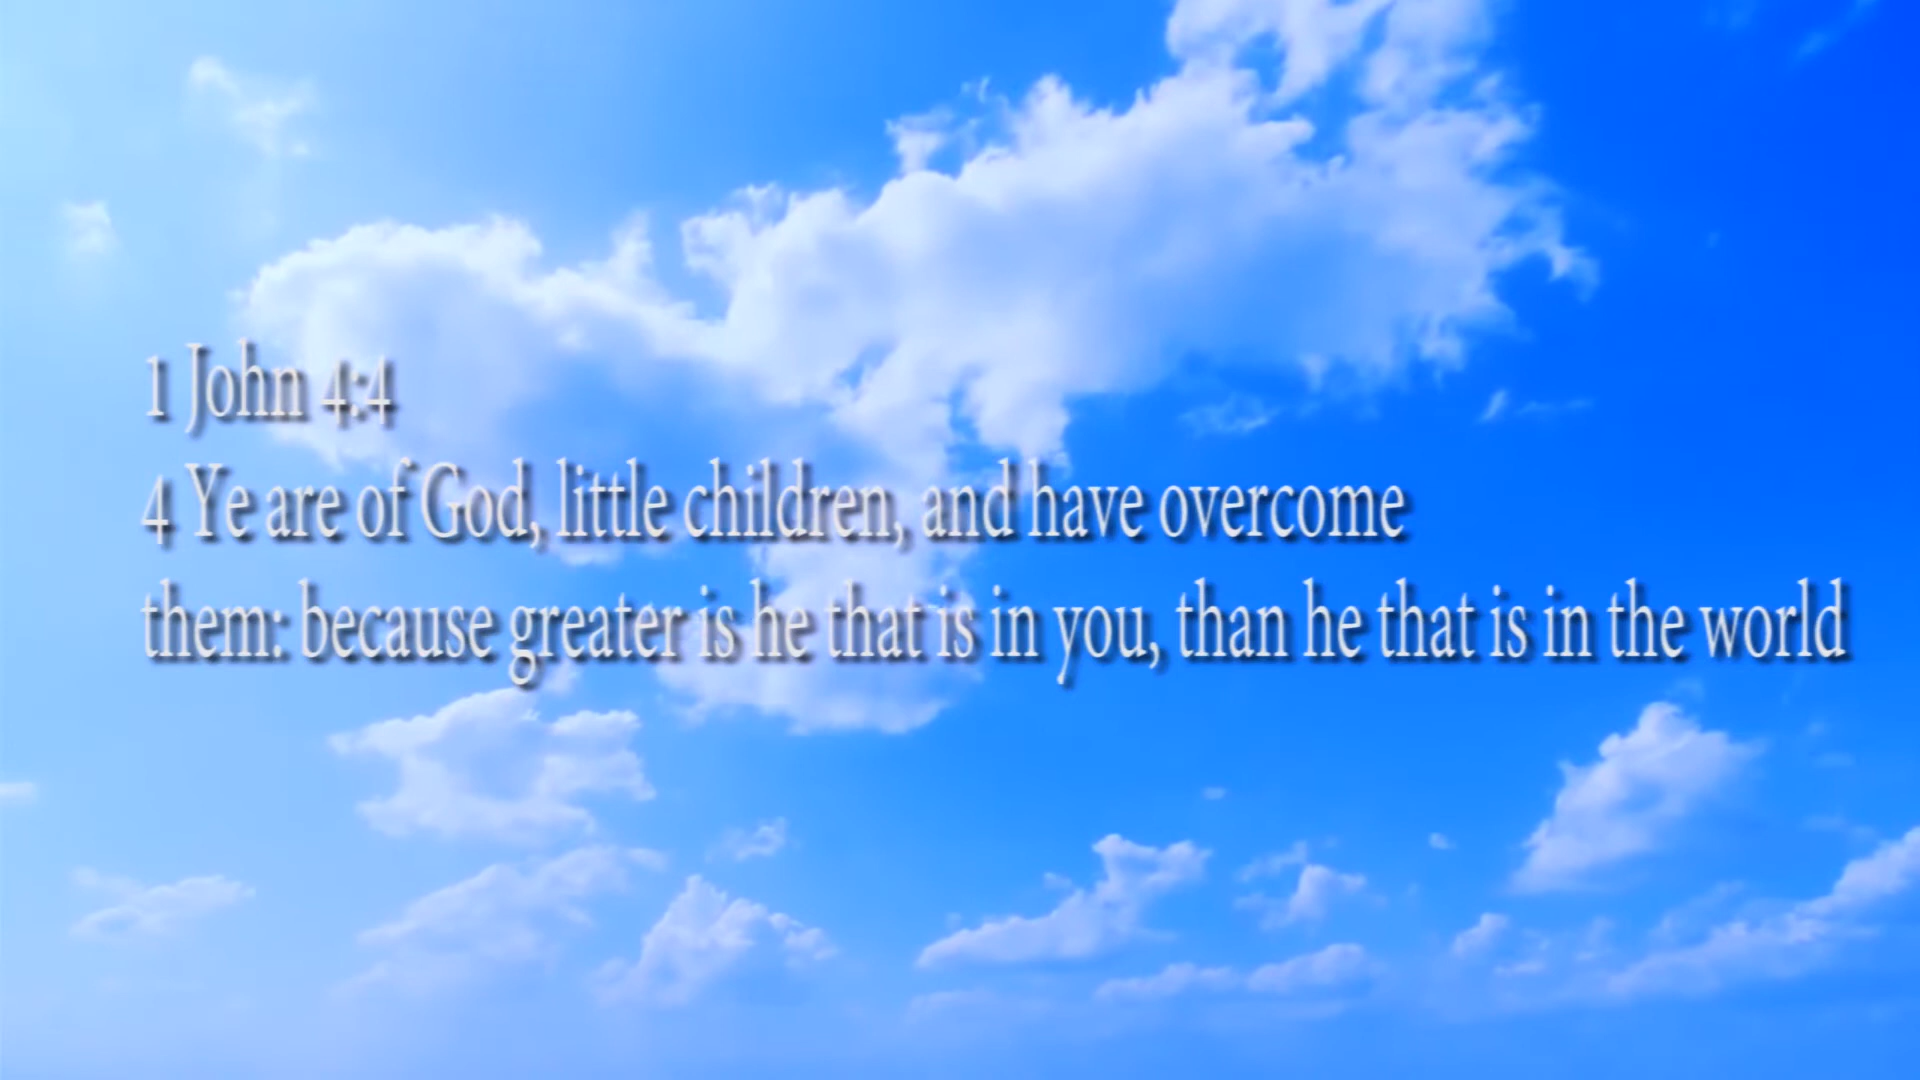 1 John 4:4
4 Ye are of God, little children, and have overcome
them: because greater is he that is in you, than he that is in the world